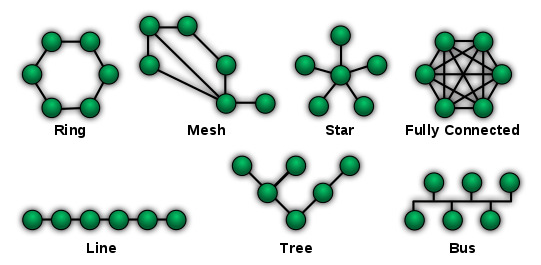 Ring
Mesh
Star
Fully Connected
Line
Tree
Bus